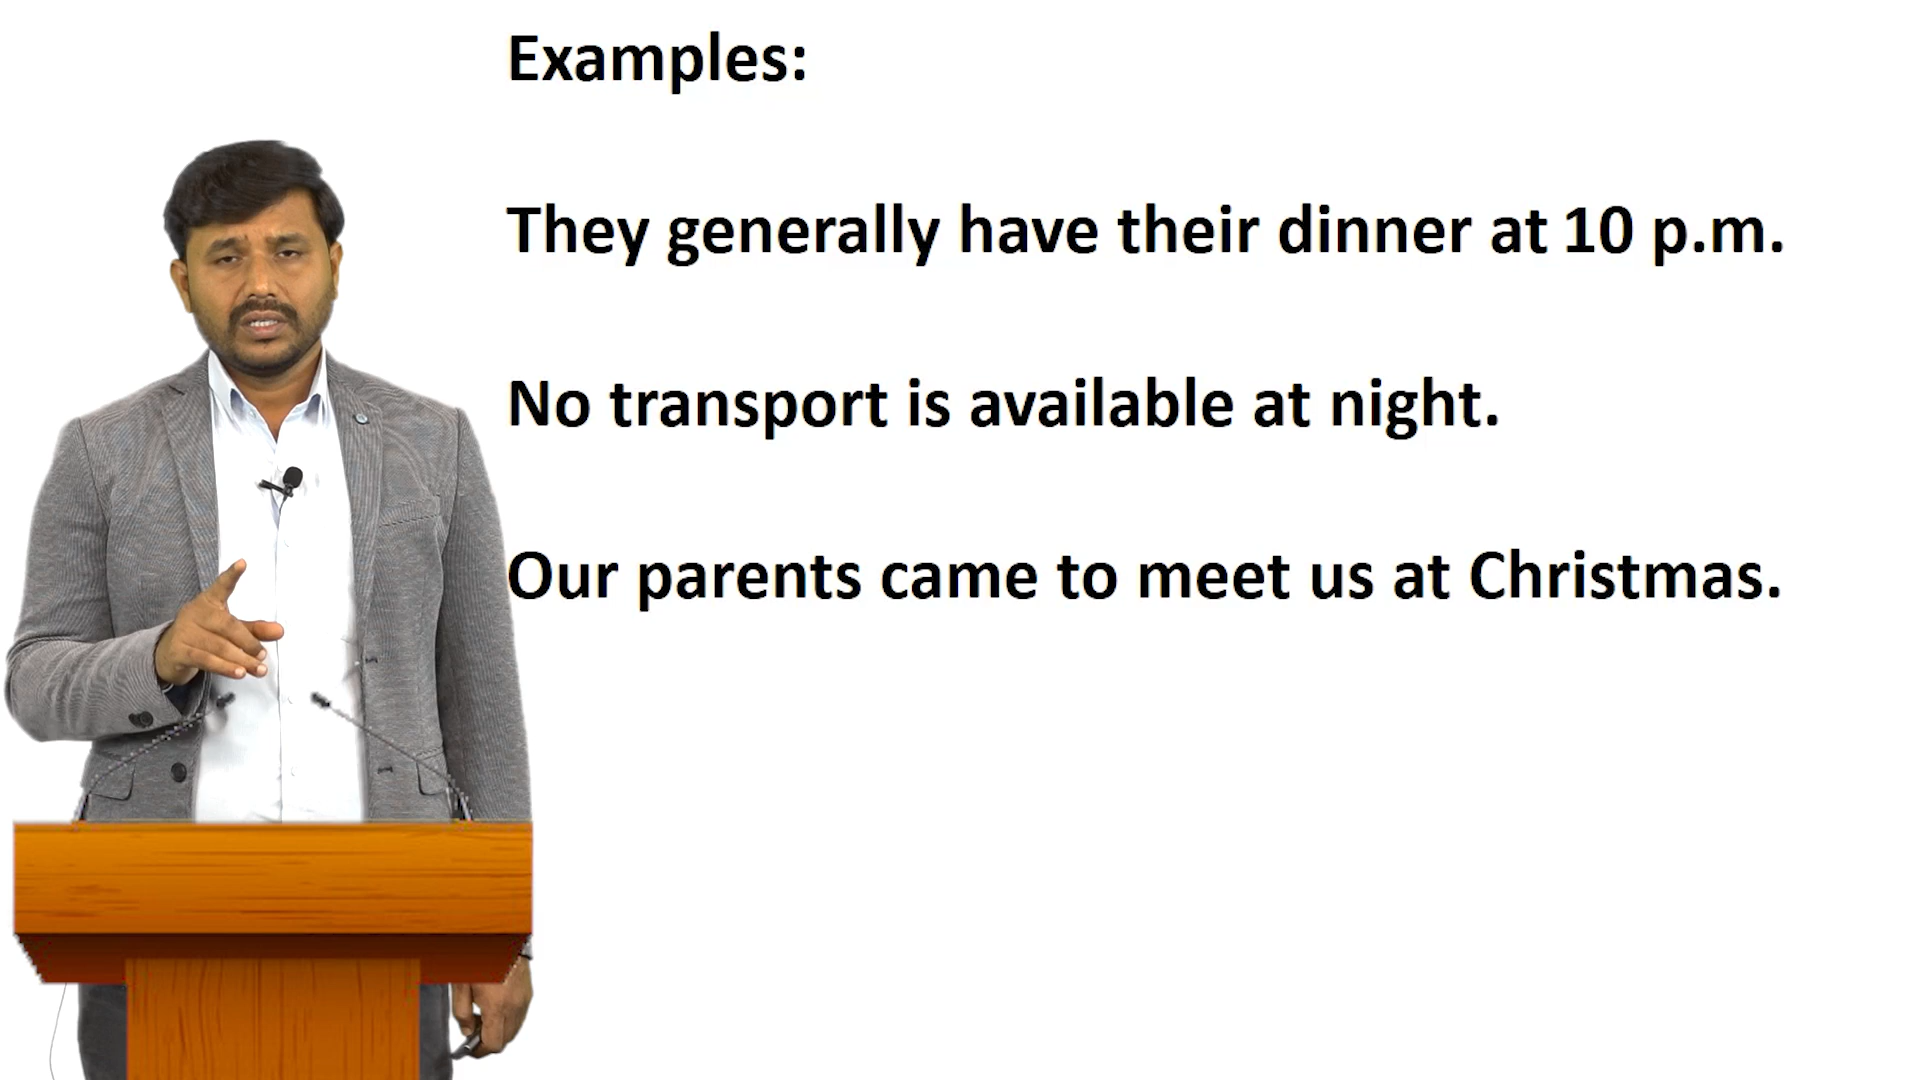 Examples:
They generally have their dinner at 10 p.m.
No transport is available at night.
Our parents came to meet us at Christmas.